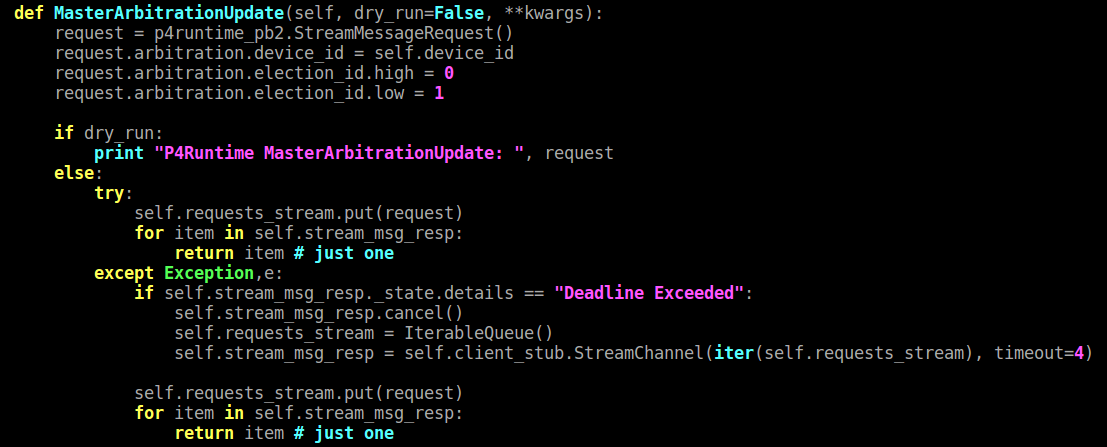 def MasterArbitrationUpdate(self, dry_run=False, **kwargs):
    request = p4runtime_pb2.StreamMessageRequest()
    request.arbitration.device_id = self.device_id
    request.arbitration.election_id.high = 0
    request.arbitration.election_id.low = 1

    if dry_run:
        print "P4Runtime MasterArbitrationUpdate: ", request
    else:
        try:
            self.requests_stream.put(request)
            for item in self.stream_msg_resp:
                return item # just one
        except Exception,e:
            if self.stream_msg_resp._state.details == "Deadline Exceeded":
                self.stream_msg_resp.cancel()
                self.requests_stream = IterableQueue()
                self.stream_msg_resp = self.client_stub.StreamChannel(iter(self.requests_stream), timeout=4)

            self.requests_stream.put(request)
            for item in self.stream_msg_resp:
                return item # just one